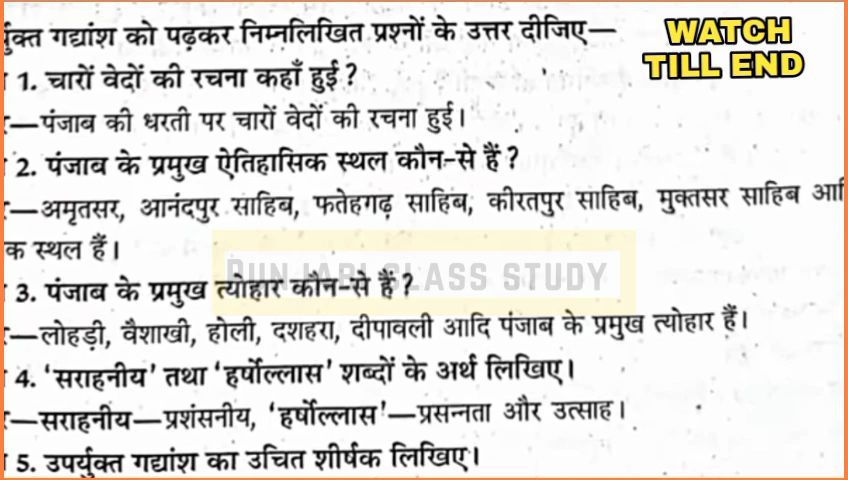 र्युक्त गद्यांश को पढ़कर निम्नलिखित प्रश्नों के उत्तर दीजिए—
WATCH
TILL END
1. चारों वेदों की रचना कहाँ हुई?
—पंजाब की धरती पर चारों वेदों की रचना हुई।
2. पंजाब के प्रमुख ऐतिहासिक स्थल कौन-से हैं?
—अमृतसर, आनंदपुर साहिब, फतेहगढ़ साहिब, कीरतपुर साहिब, मुक्तसर साहिब आ
क स्थल हैं।
PUNJABI CLASS STUDY
3. पंजाब के प्रमुख त्योहार कौन-से हैं?
—लोहड़ी, वैशाखी, होली, दशहरा, दीपावली आदि पंजाब के प्रमुख त्योहार हैं।
4. 'सराहनीय' तथा 'हर्षोल्लास' शब्दों के अर्थ लिखिए।
—सराहनीय—प्रशंसनीय, 'हर्षोल्लास'—प्रसन्नता और उत्साह।
5. उपर्युक्त गद्यांश का उचित शीर्षक लिखिए।